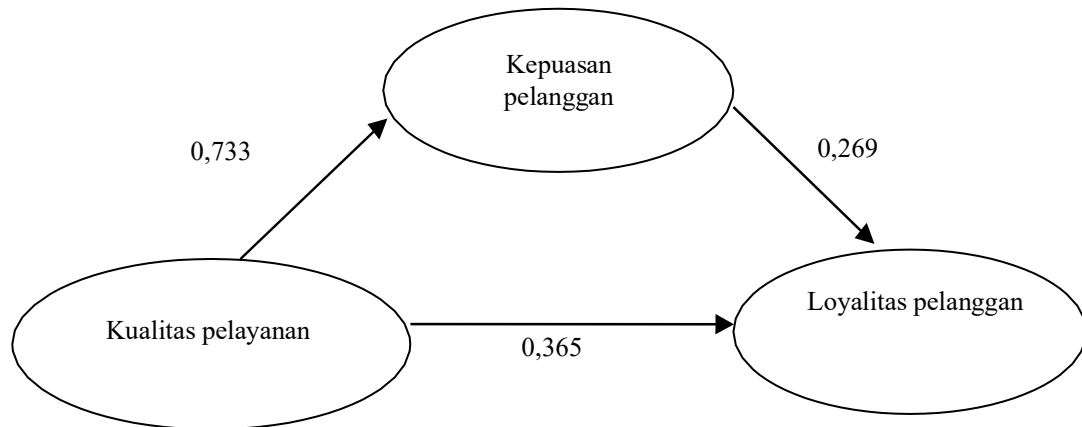 Kepuasan
pelanggan
0,733
0,269
Kualitas pelayanan
0,365
Loyalitas pelanggan